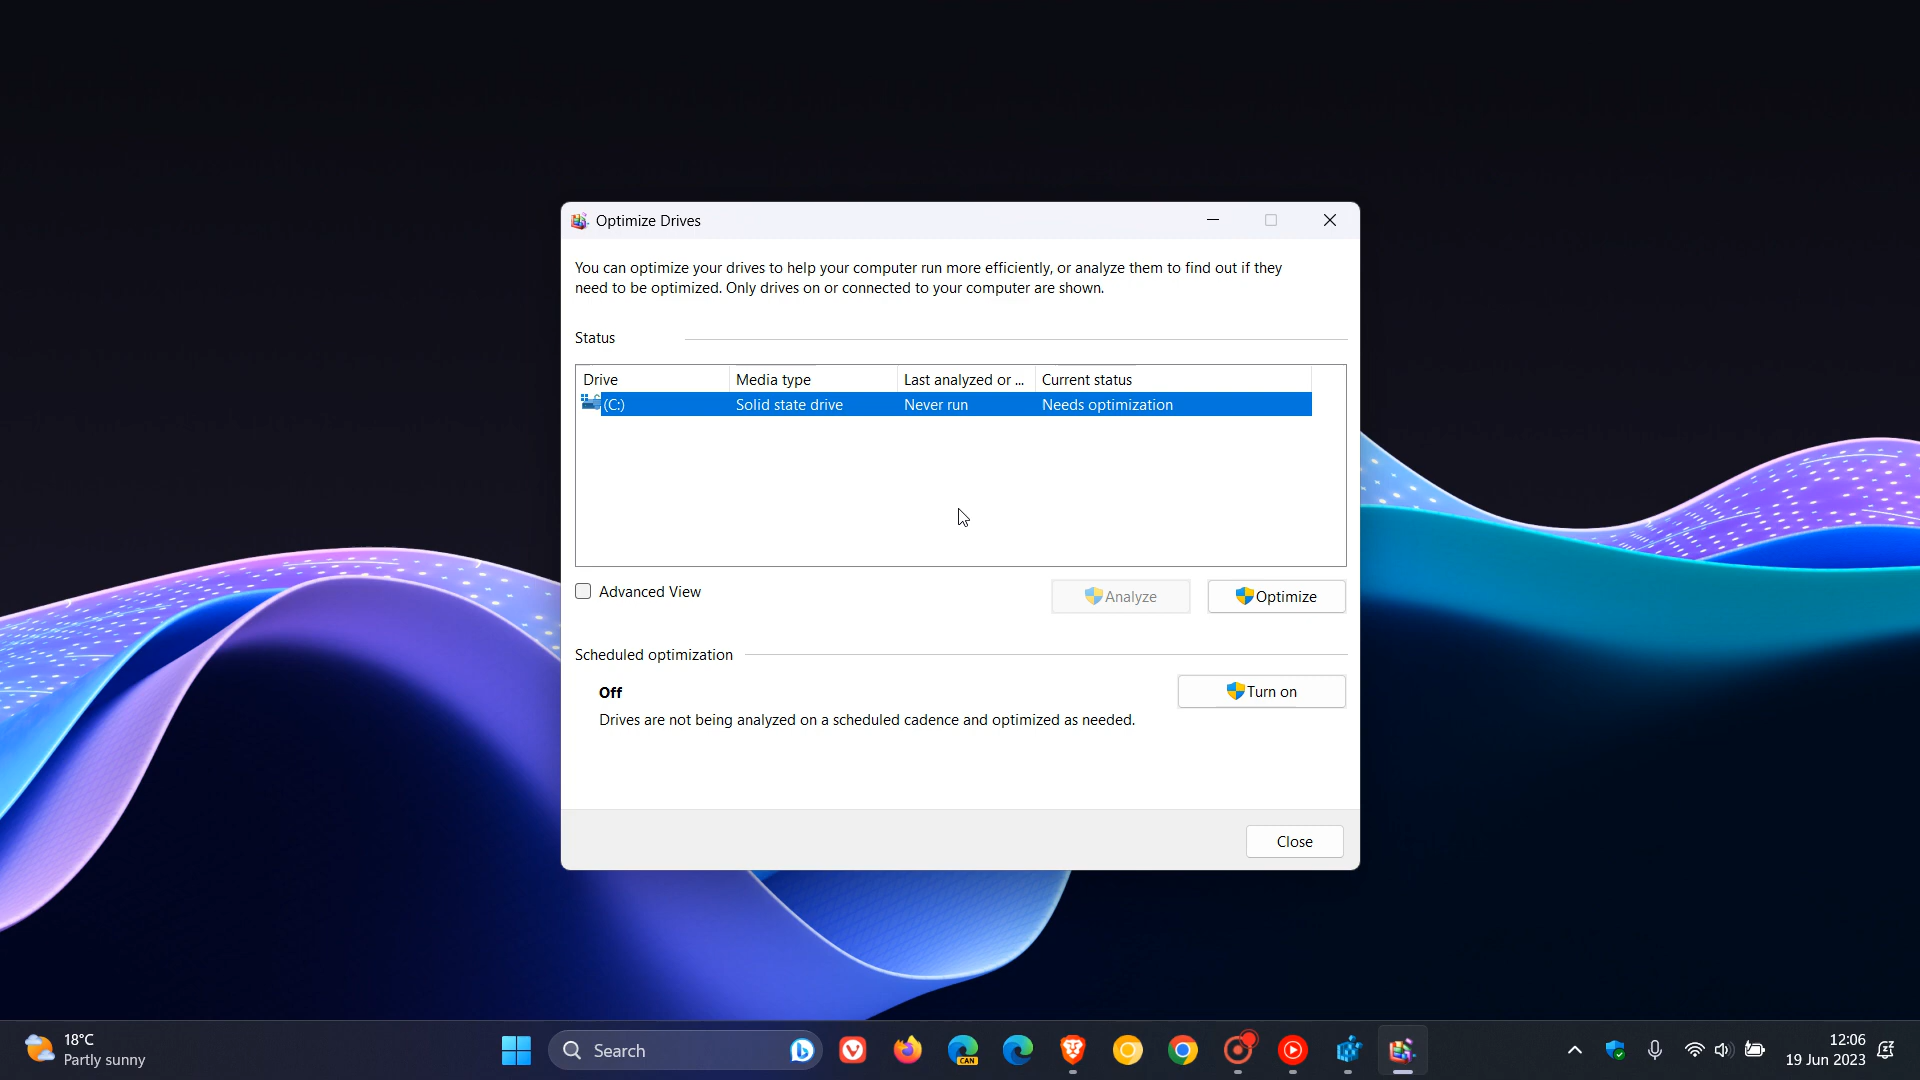 Optimize Drives
You can optimize your drives to help your computer run more efficiently, or analyze them to find out if they
need to be optimized. Only drives on or connected to your computer are shown.
Status
Drive Media type Last analyzed or ... Current status
(C:) Solid state drive Never run Needs optimization
Advanced View
Analyze
Optimize
Scheduled optimization
Off
Turn on
Drives are not being analyzed on a scheduled cadence and optimized as needed.
Close
18°C
Partly sunny
Search
CAN
12:06
19 Jun 2023